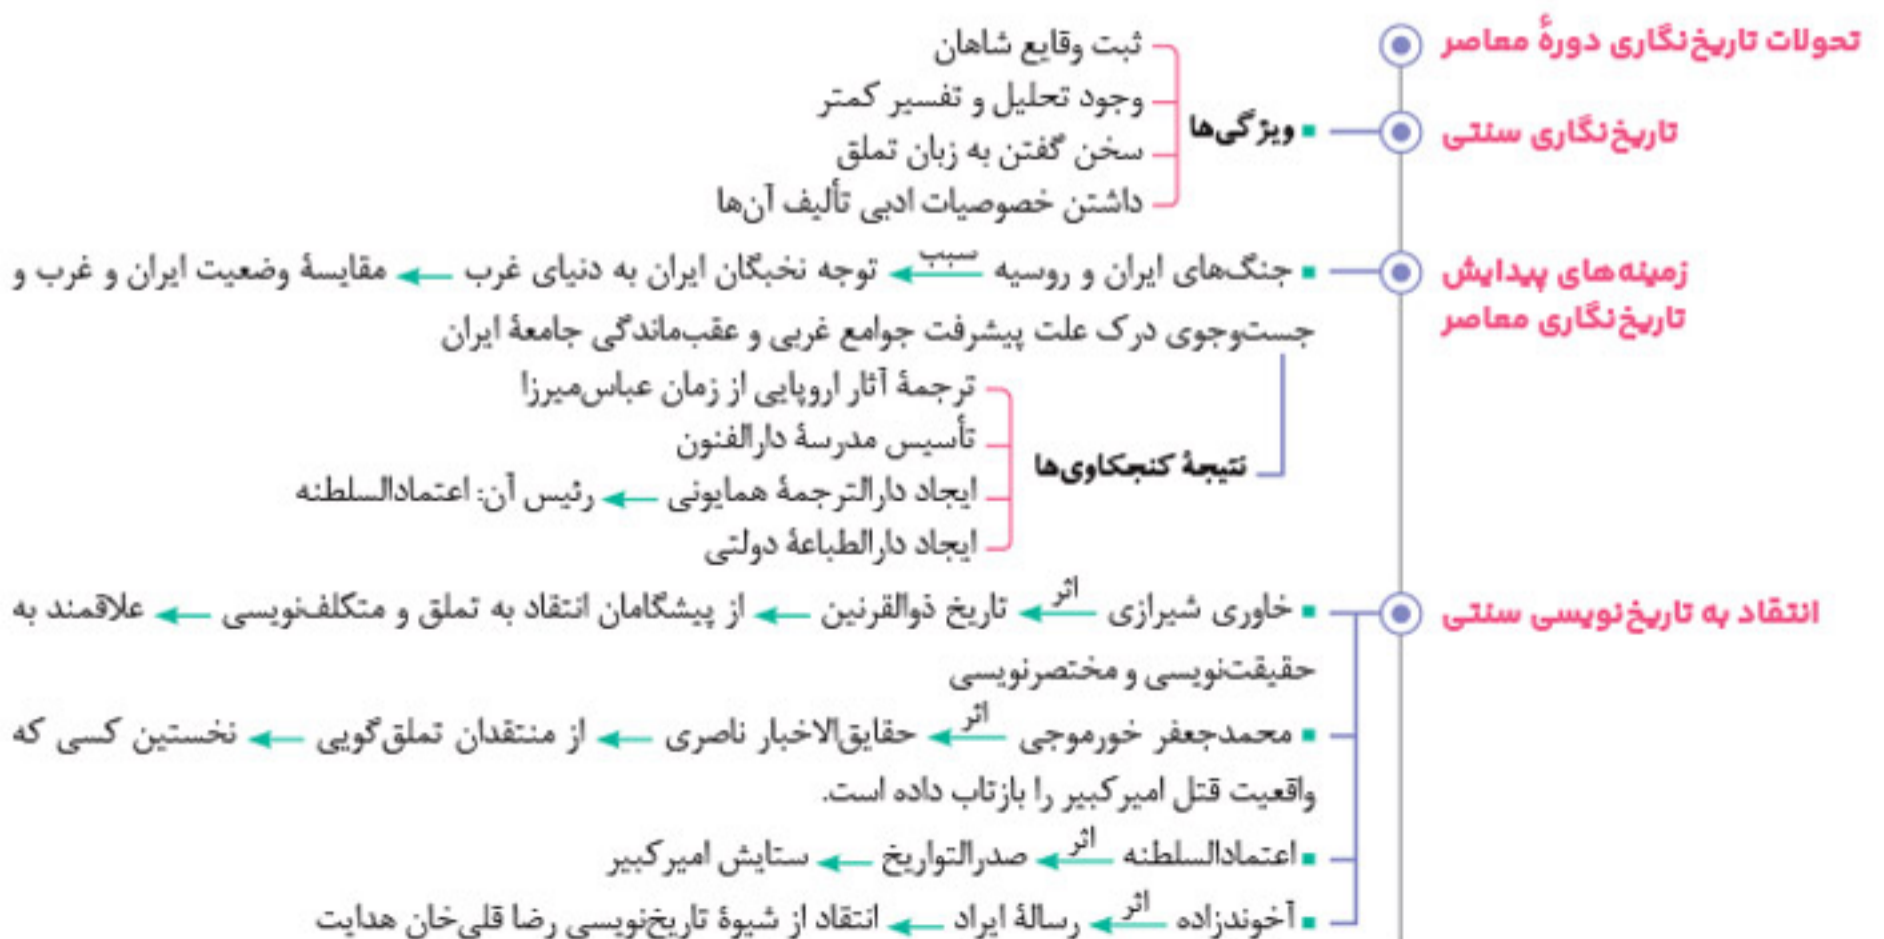 تحولات تاریخ‌نگاری دورهٔ معاصر
تاریخ‌نگاری سنتی
ویژگی‌ها
ثبت وقایع شاهان
وجود تحلیل و تفسیر کمتر
سخن گفتن به زبان تملق
داشتن خصوصیات ادبی تألیف آن‌ها
زمینه‌های پیدایش
تاریخ‌نگاری معاصر
جنگ‌های ایران و روسیه سبب توجه نخبگان ایران به دنیای غرب مقایسهٔ وضعیت ایران و غرب و
جست‌وجوی درک علت پیشرفت جوامع غربی و عقب‌ماندگی جامعهٔ ایران
نتیجهٔ کنجکاوی‌ها
ترجمهٔ آثار اروپایی از زمان عباس‌میرزا
تأسیس مدرسهٔ دارالفنون
ایجاد دارالترجمهٔ همایونی رئیس آن: اعتمادالسلطنه
ایجاد دارالطباعهٔ دولتی
انتقاد به تاریخ‌نویسی سنتی
خاوری شیرازی اثر تاریخ ذوالقرنین از پیشگامان انتقاد به تملق و متکلف‌نویسی علاقمند به
حقیقت‌نویسی و مختصرنویسی
محمدجعفر خورموجی اثر حقایق‌الاخبار ناصری از منتقدان تملق‌گویی نخستین کسی که
واقعیت قتل امیرکبیر را بازتاب داده است.
اعتمادالسلطنه اثر صدرالتواریخ ستایش امیرکبیر
آخوندزاده اثر رسالهٔ ایراد انتقاد از شیوهٔ تاریخ‌نویسی رضا قلی‌خان هدایت